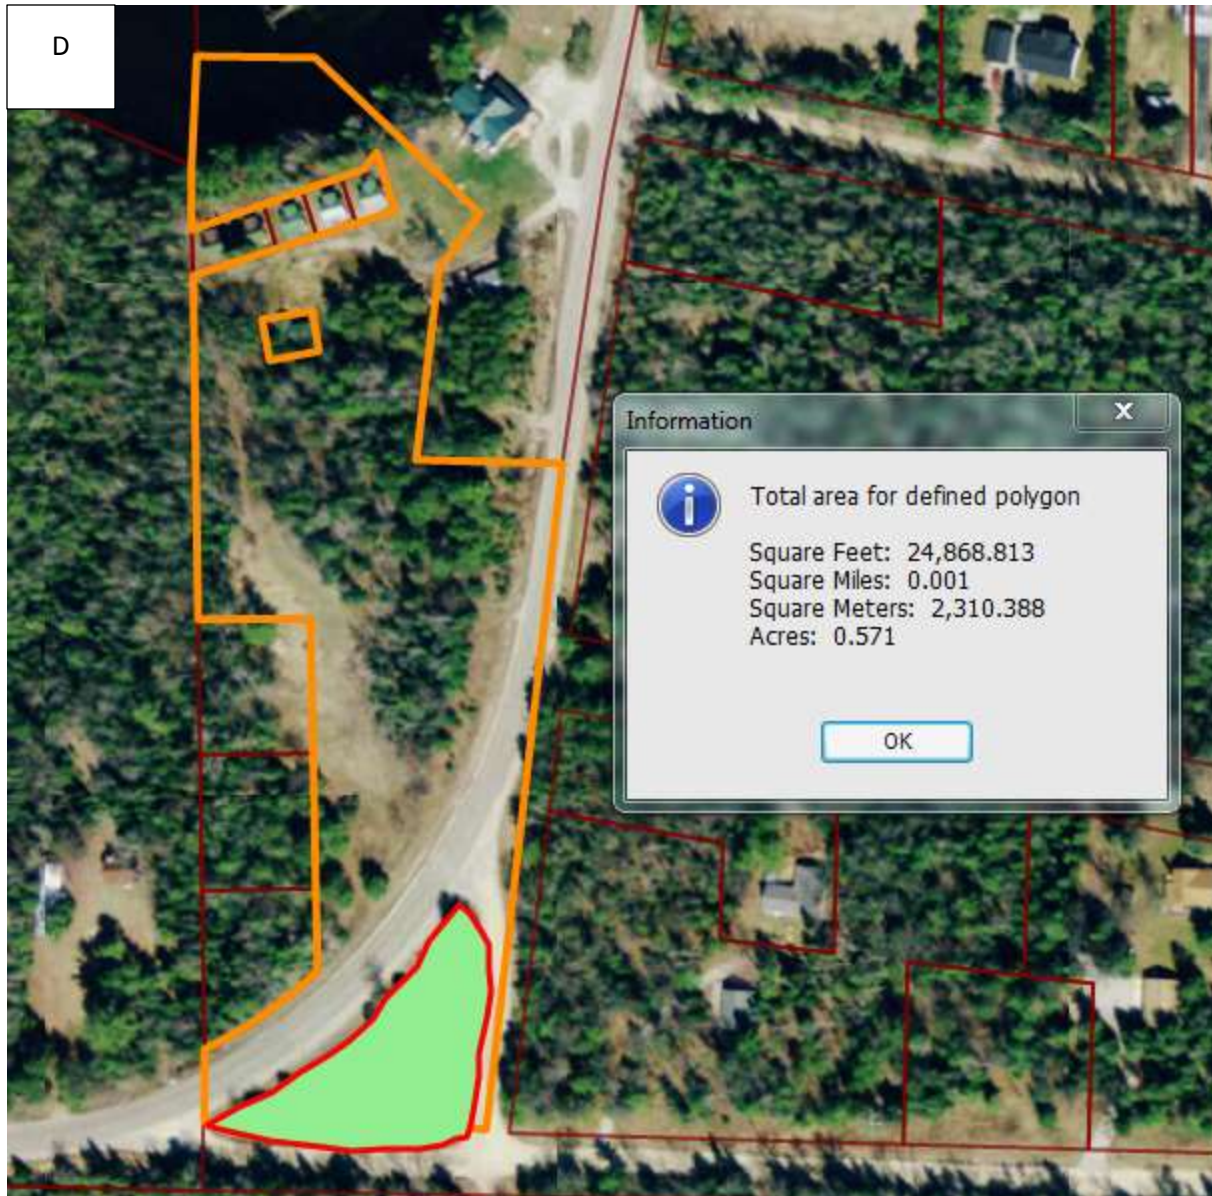 D
Information
X
Total area for defined polygon
Square Feet: 24,868.813
Square Miles: 0.001
Square Meters: 2,310.388
Acres: 0.571
OK